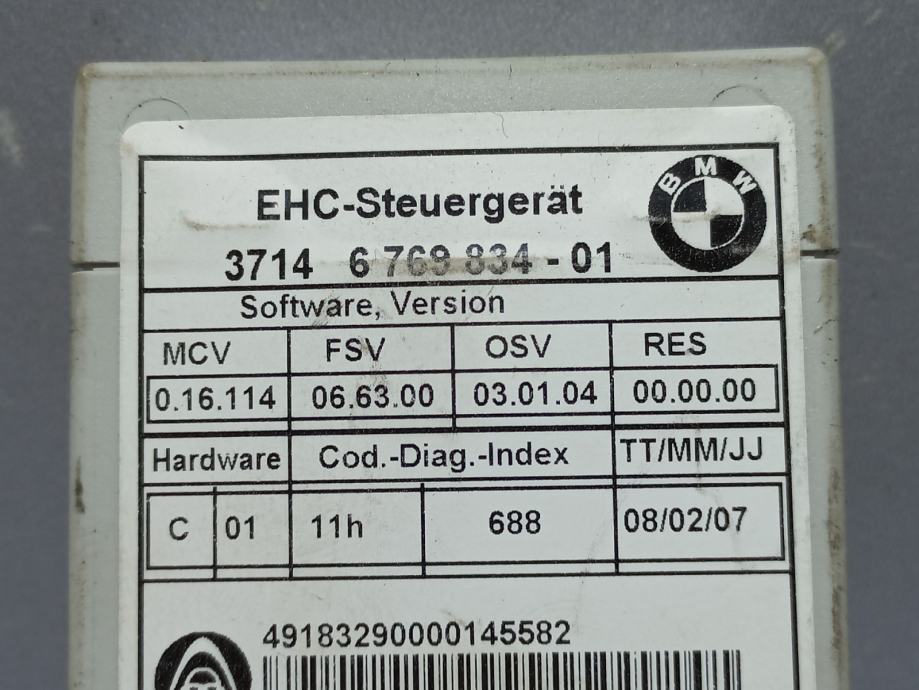 BMW
EHC-Steuergerät
3714 6 769 834 - 01
Software, Version
MCV FSV OSV RES
0.16.114 06.63.00 03.01.04 00.00.00
Hardware Cod.-Diag.-Index TT/MM/JJ
C 01 11h 688 08/02/07
49183290000145582